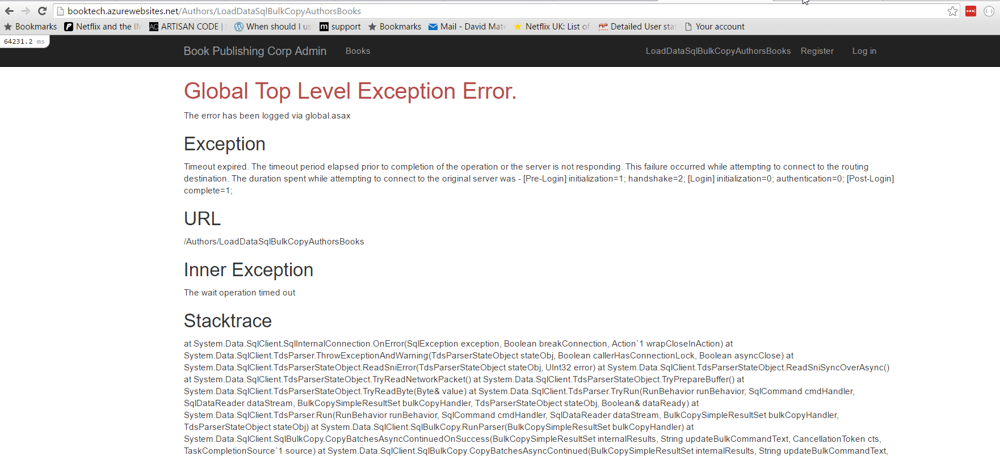 booktech.azurewebsites.net/Authors/LoadDataSqlBulkCopyAuthorsBooks
Bookmarks Netflix and the IM ARTISAN CODE | When should I us support Bookmarks Mail - David Mate Netflix UK: List of Detailed User stat Your account
64231.2 ms
Book Publishing Corp Admin Books LoadDataSqlBulkCopyAuthorsBooks Register Log in
Global Top Level Exception Error.
The error has been logged via global.asax
Exception
Timeout expired. The timeout period elapsed prior to completion of the operation or the server is not responding. This failure occurred while attempting to connect to the routing
destination. The duration spent while attempting to connect to the original server was - [Pre-Login] initialization=1; handshake=2; [Login] initialization=0; authentication=0; [Post-Login]
complete=1;
URL
/Authors/LoadDataSqlBulkCopyAuthorsBooks
Inner Exception
The wait operation timed out
Stacktrace
at System.Data.SqlClient.SqlInternalConnection.OnError(SqlException exception, Boolean breakConnection, Action`1 wrapCloseInAction) at
System.Data.SqlClient.TdsParser.ThrowExceptionAndWarning(TdsParserStateObject stateObj, Boolean callerHasConnectionLock, Boolean asyncClose) at
System.Data.SqlClient.TdsParserStateObject.ReadSniError(TdsParserStateObject stateObj, UInt32 error) at System.Data.SqlClient.TdsParserStateObject.ReadSniSyncOverAsync()
at System.Data.SqlClient.TdsParserStateObject.TryReadNetworkPacket() at System.Data.SqlClient.TdsParserStateObject.TryPrepareBuffer() at
System.Data.SqlClient.TdsParserStateObject.TryReadByte(Byte& value) at System.Data.SqlClient.TdsParser.TryRun(RunBehavior runBehavior, SqlCommand cmdHandler,
SqlDataReader dataStream, BulkCopySimpleResultSet bulkCopyHandler, TdsParserStateObject stateObj, Boolean& dataReady) at
System.Data.SqlClient.TdsParser.Run(RunBehavior runBehavior, SqlCommand cmdHandler, SqlDataReader dataStream, BulkCopySimpleResultSet bulkCopyHandler,
TdsParserStateObject stateObj) at System.Data.SqlClient.SqlBulkCopy.RunParser(BulkCopySimpleResultSet bulkCopyHandler) at
System.Data.SqlClient.SqlBulkCopy.CopyBatchesAsyncContinuedOnSuccess(BulkCopySimpleResultSet internalResults, String updateBulkCommandText, CancellationToken cts,
TaskCompletionSource`1 source) at System.Data.SqlClient.SqlBulkCopy.CopyBatchesAsyncContinued(BulkCopySimpleResultSet internalResults, String updateBulkCommandText,